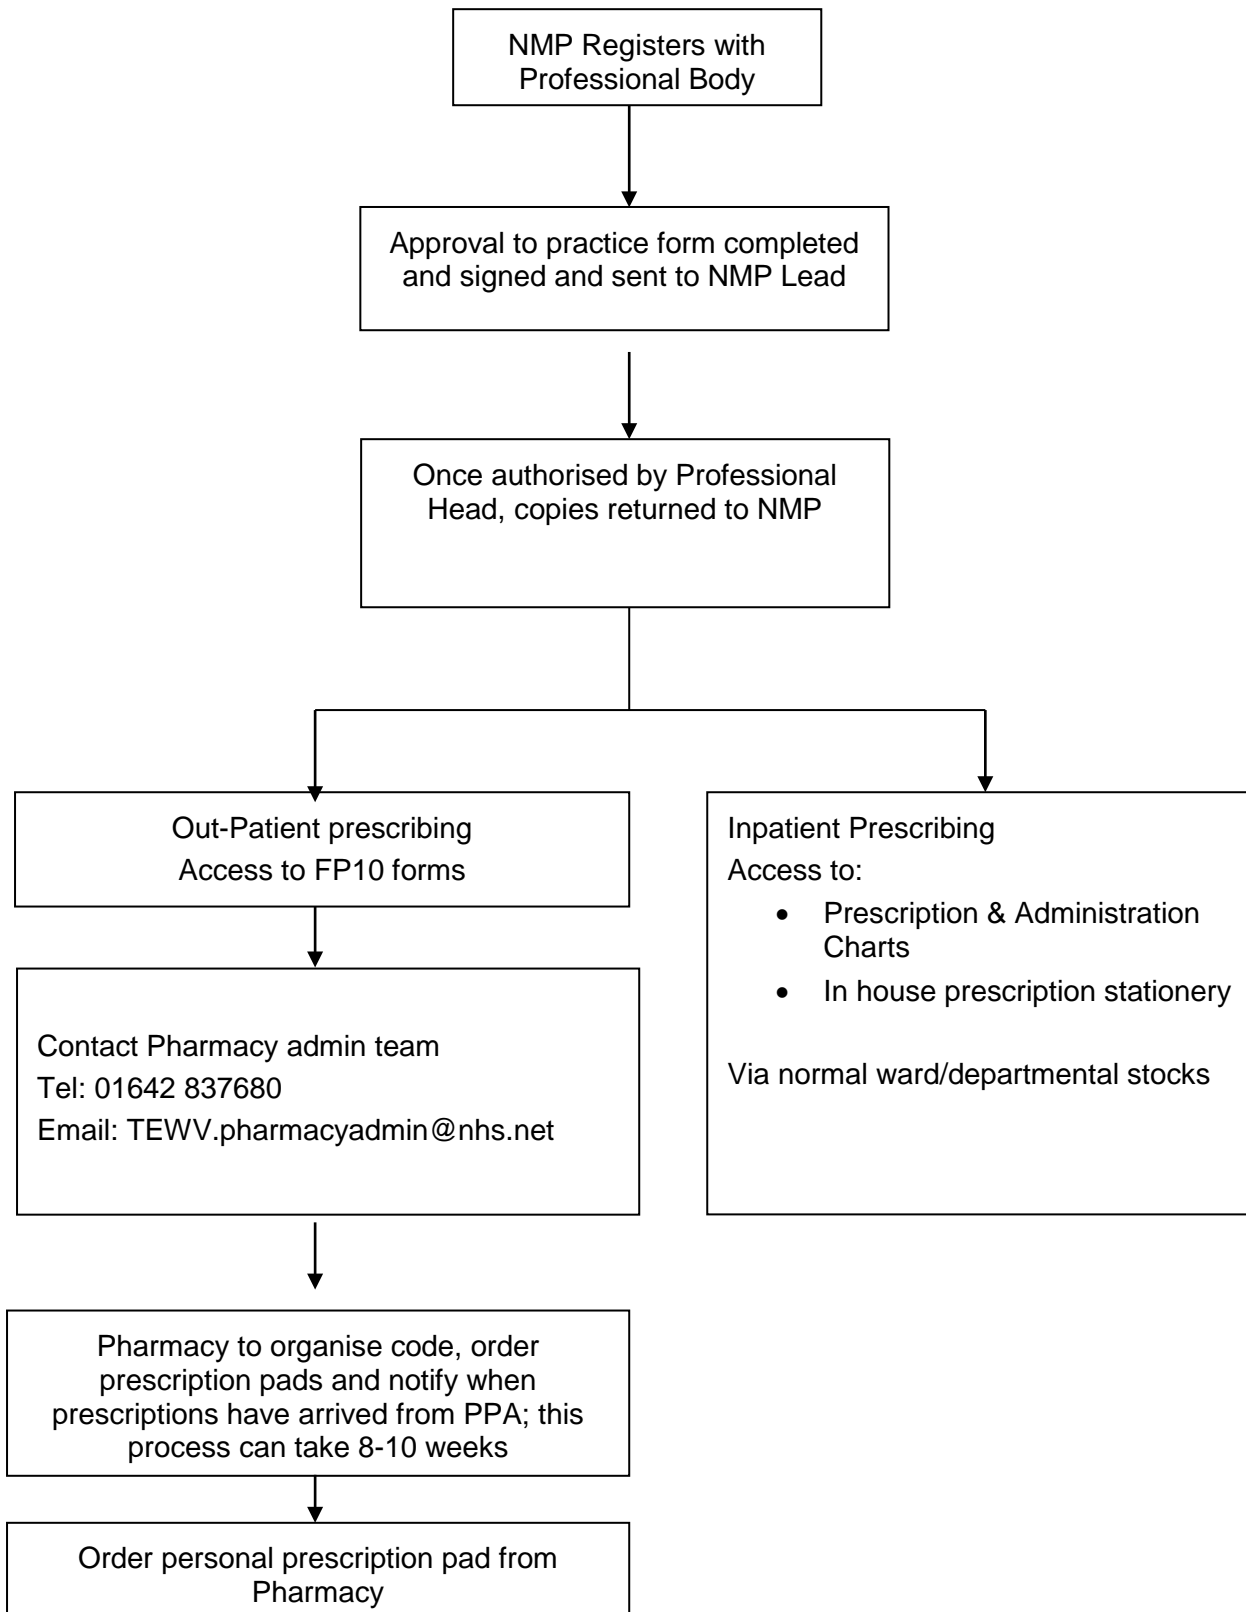 NMP Registers with
Professional Body
Approval to practice form completed
and signed and sent to NMP Lead
Once authorised by Professional
Head, copies returned to NMP
Out-Patient prescribing
Access to FP10 forms
Contact Pharmacy admin team
Tel: 01642 837680
Email: TEWV.pharmacyadmin@nhs.net
Pharmacy to organise code, order
prescription pads and notify when
prescriptions have arrived from PPA; this
process can take 8-10 weeks
Order personal prescription pad from
Pharmacy
Inpatient Prescribing
Access to:
• Prescription & Administration
Charts
• In house prescription stationery
Via normal ward/departmental stocks